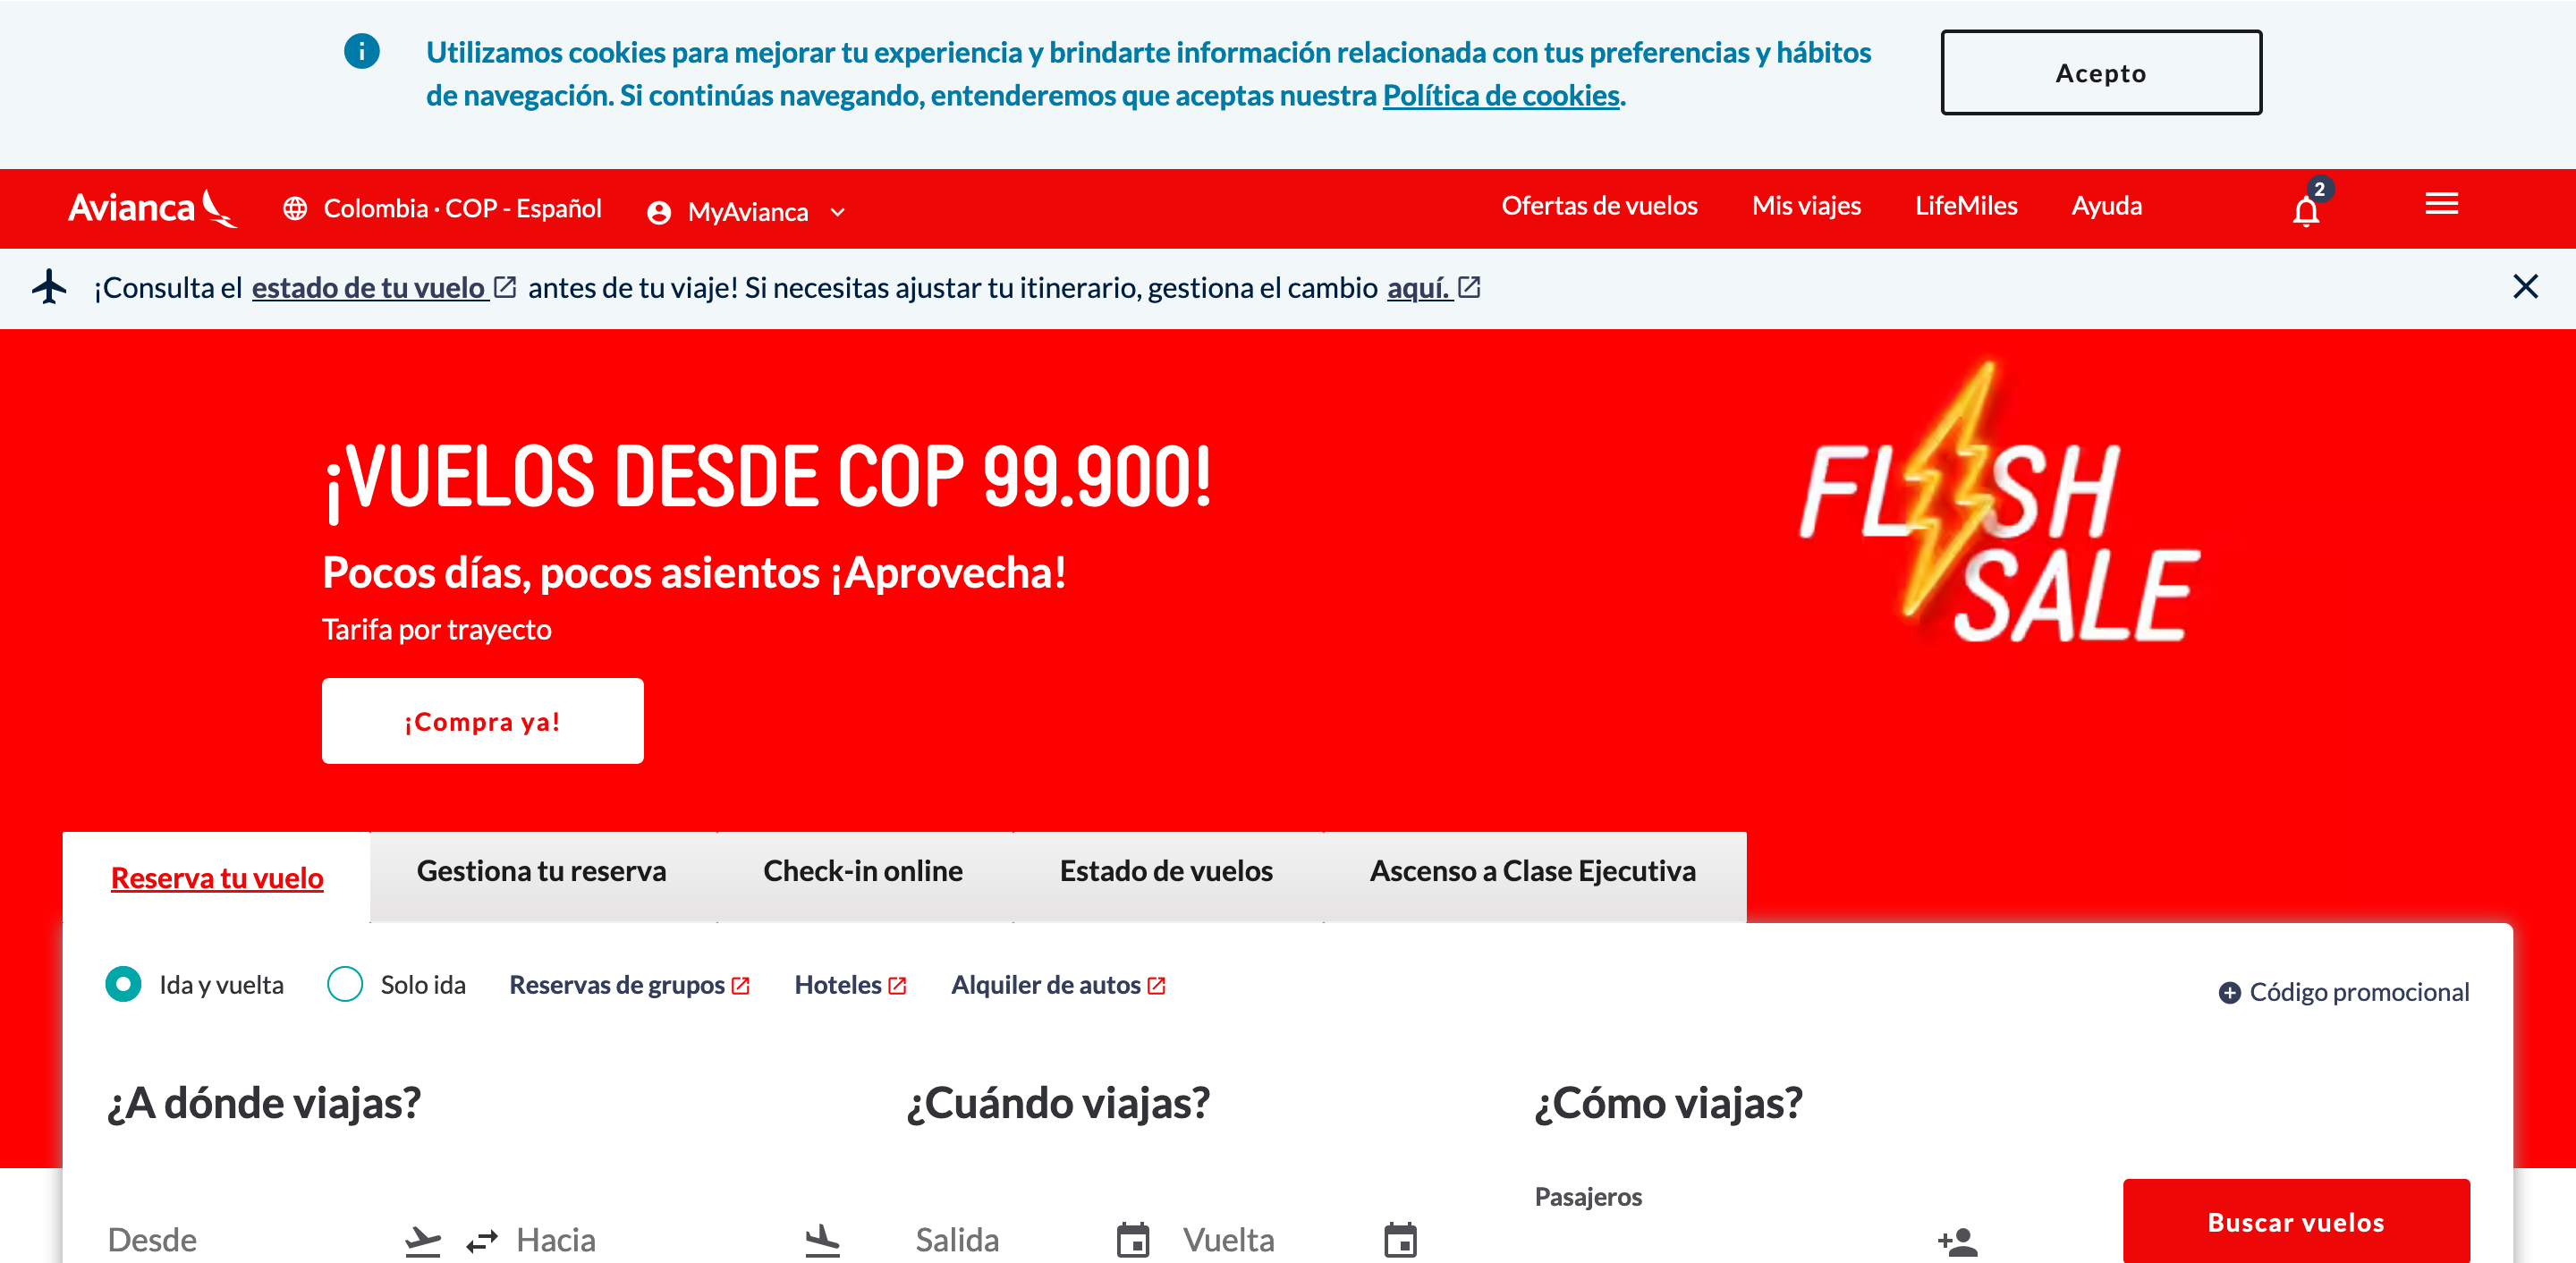 Utilizamos cookies para mejorar tu experiencia y brindarte información relacionada con tus preferencias y hábitos
de navegación. Si continúas navegando, entenderemos que aceptas nuestra Política de cookies.
Acepto
Avianca
Colombia · COP - Español
MyAvianca
Ofertas de vuelos
Mis viajes
LifeMiles
Ayuda
2
¡Consulta el estado de tu vuelo antes de tu viaje! Si necesitas ajustar tu itinerario, gestiona el cambio aquí.
¡VUELOS DESDE COP 99.900!
Pocos días, pocos asientos ¡Aprovecha!
Tarifa por trayecto
¡Compra ya!
FLASH
SALE
Reserva tu vuelo
Gestiona tu reserva
Check-in online
Estado de vuelos
Ascenso a Clase Ejecutiva
Ida y vuelta
Solo ida
Reservas de grupos
Hoteles
Alquiler de autos
Código promocional
¿A dónde viajas?
¿Cuándo viajas?
¿Cómo viajas?
Desde
Hacia
Salida
Vuelta
Pasajeros
Buscar vuelos